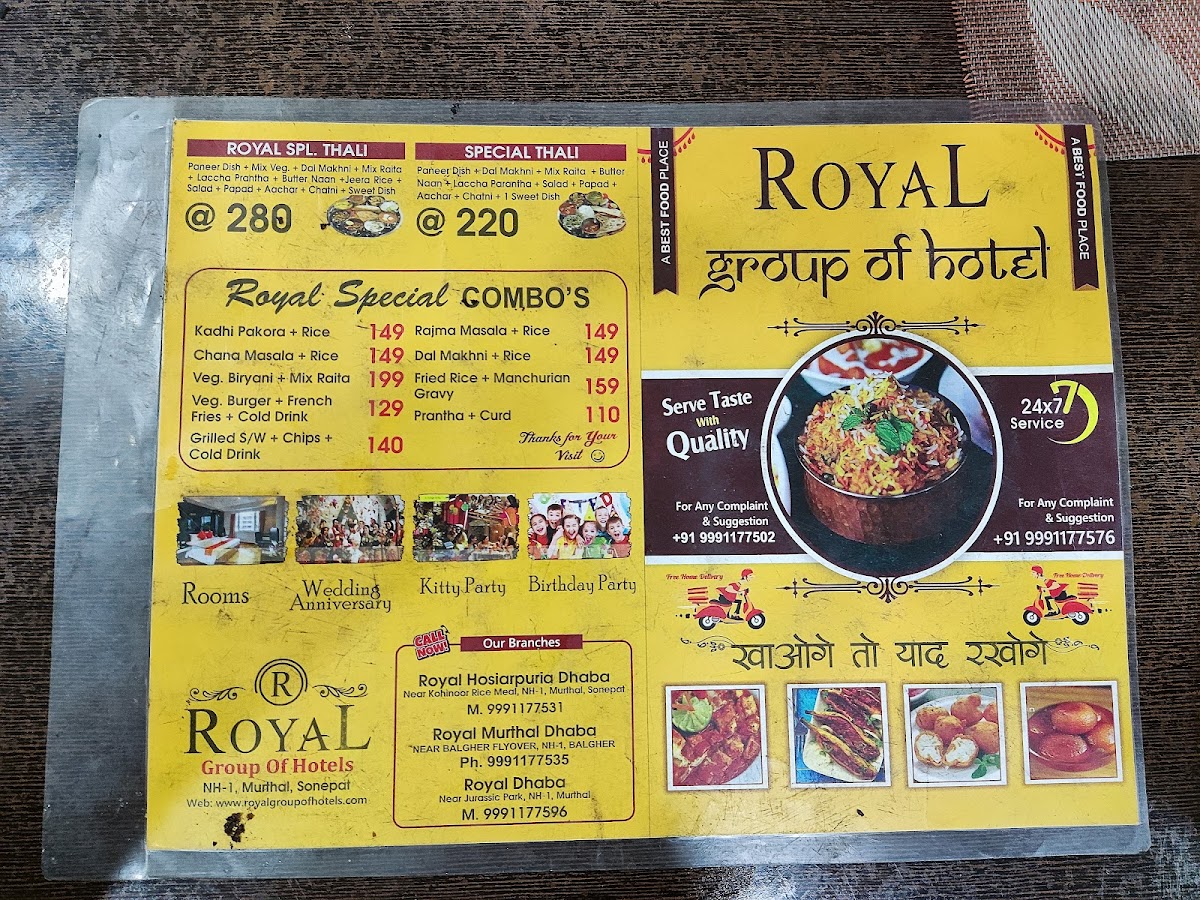 ROYAL SPL. THALI
Paneer Dish + Mix Veg. + Dal Makhni + Mix Raita
+ Laccha Prantha + Butter Naan +Jeera Rice +
Salad + Papad + Aachar + Chatni + Sweet Dish
@ 280
SPECIAL THALI
Paneer Dish + Dal Makhni + Mix Raita + Butter
Naan + Laccha Parantha + Salad + Papad +
Aachar + Chatni + 1 Sweet Dish
@ 220
Royal Special COMBO'S
Kadhi Pakora + Rice 149
Chana Masala + Rice 149
Veg. Biryani + Mix Raita 199
Veg. Burger + French
Fries + Cold Drink 129
Grilled S/W + Chips +
Cold Drink 140
Rajma Masala + Rice 149
Dal Makhni + Rice 149
Fried Rice + Manchurian
Gravy 159
Prantha + Curd 110
Thanks for Your
Visit
Rooms
Wedding
Anniversary
Kitty Party
Birthday Party
R
ROYAL
Group Of Hotels
NH-1, Murthal, Sonepat
Web: www.royalgroupofhotels.com
CALL
NOW!
Our Branches
Royal Hosiarpuria Dhaba
Near Kohinoor Rice Meal, NH-1, Murthal, Sonepat
M. 9991177531
Royal Murthal Dhaba
NEAR BALGHER FLYOVER, NH-1, BALGHER
Ph. 9991177535
Royal Dhaba
Near Jurassic Park, NH-1, Murthal
M. 9991177596
A BEST FOOD PLACE
ROYAL
group of hotel
A BEST FOOD PLACE
Serve Taste
With
Quality
24x7
Service
7
For Any Complaint
& Suggestion
+91 9991177502
For Any Complaint
& Suggestion
+91 9991177576
Free Home Delivery
Free Home Delivery
खाओगे तो याद रखोगे